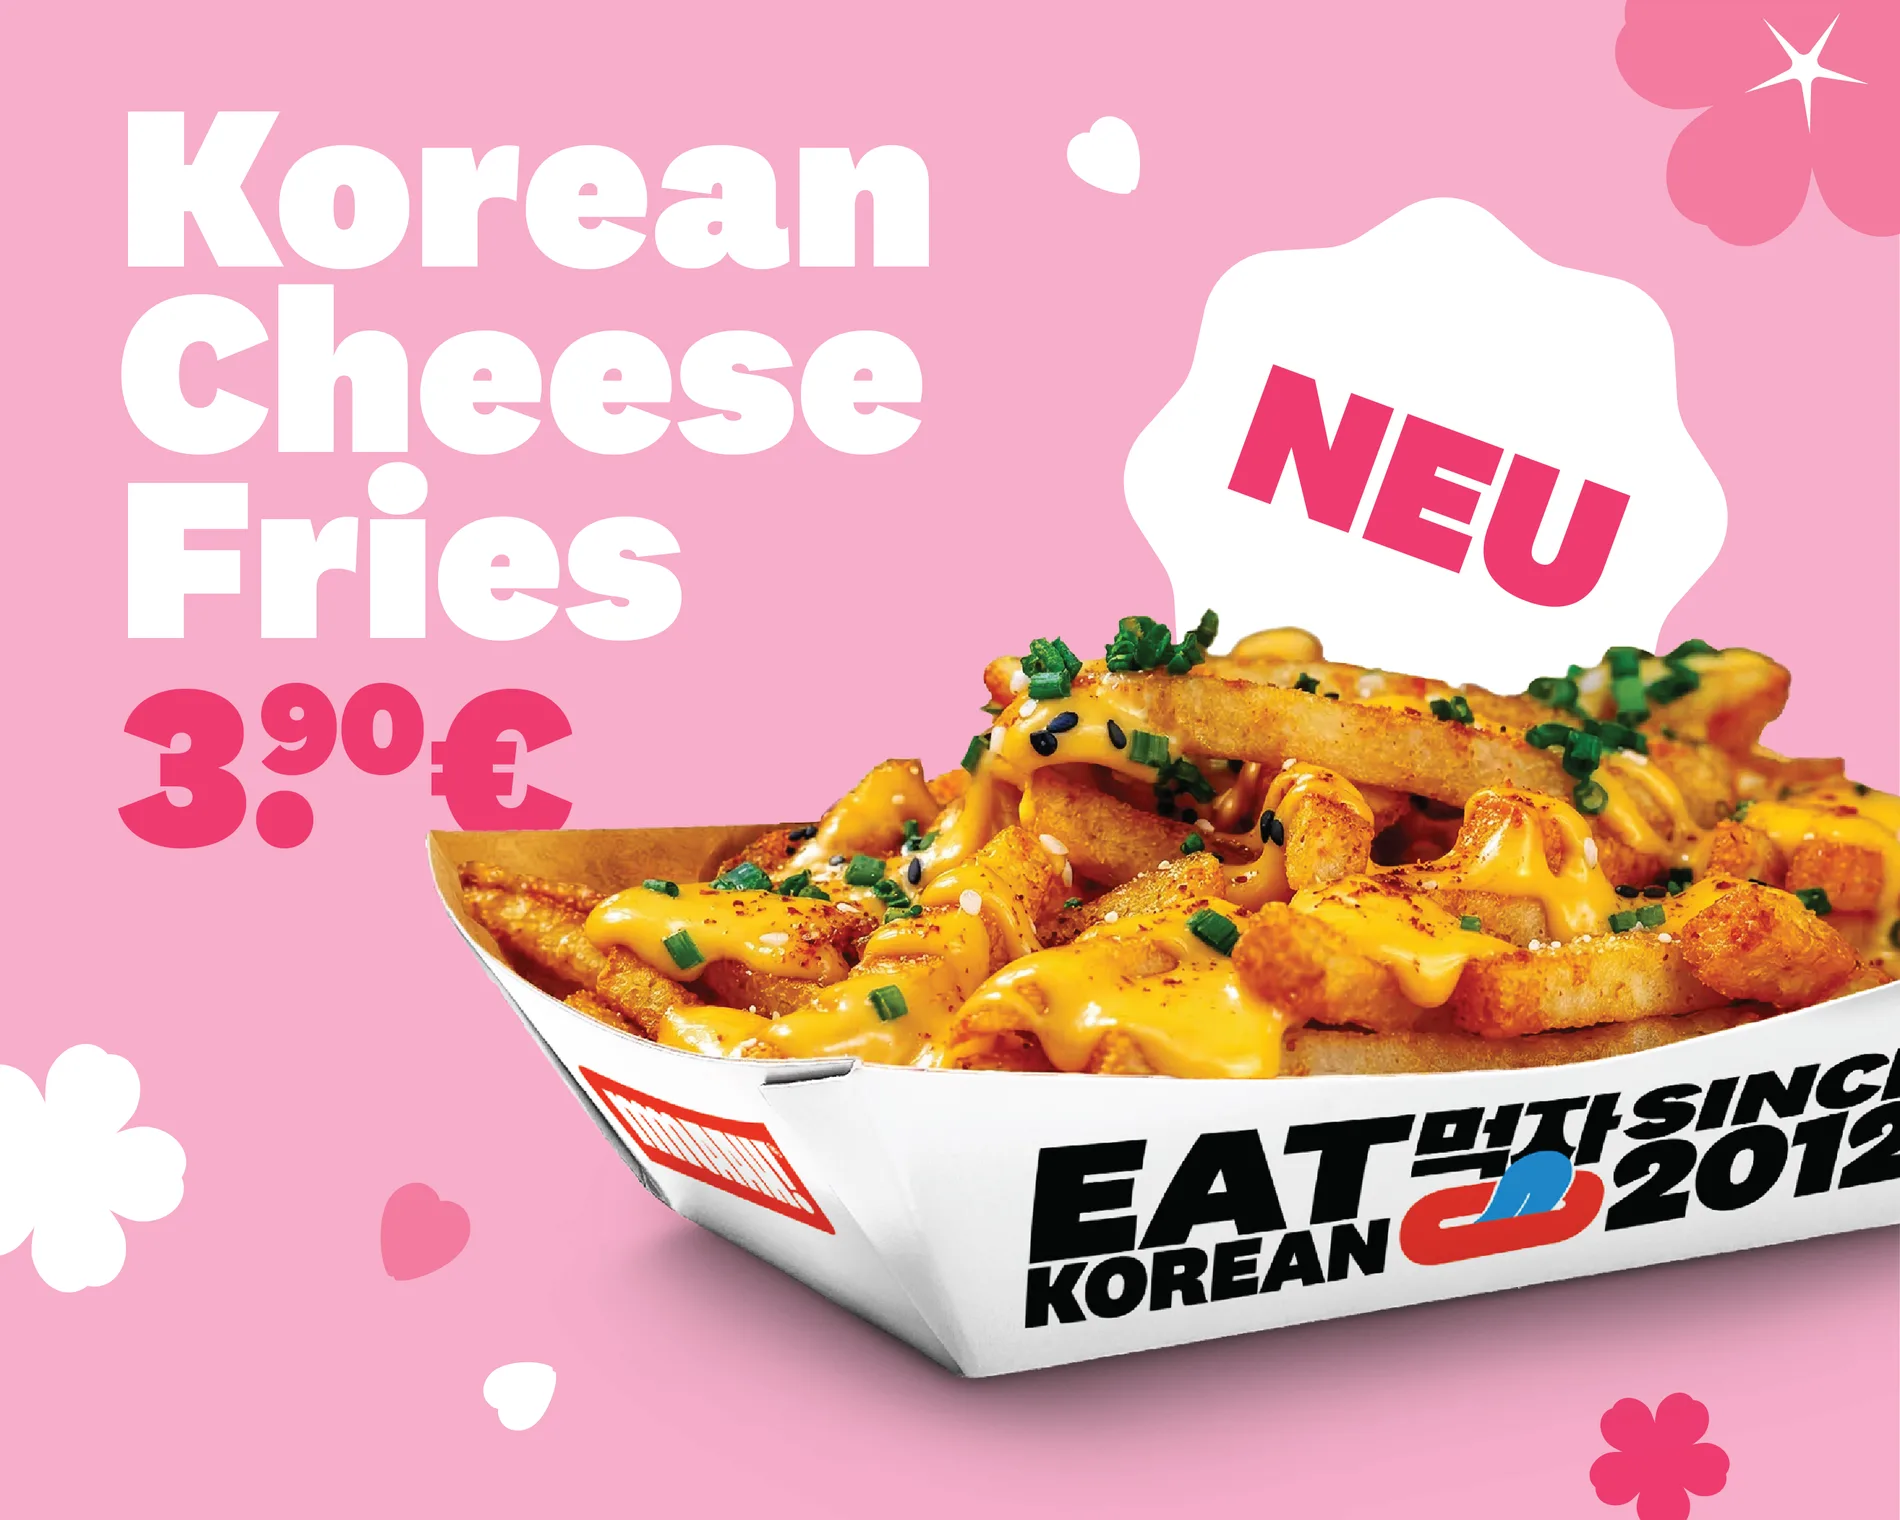 Korean
Cheese
Fries
3.90€
NEU
EAT 먹자 SINCE
KOREAN 2012